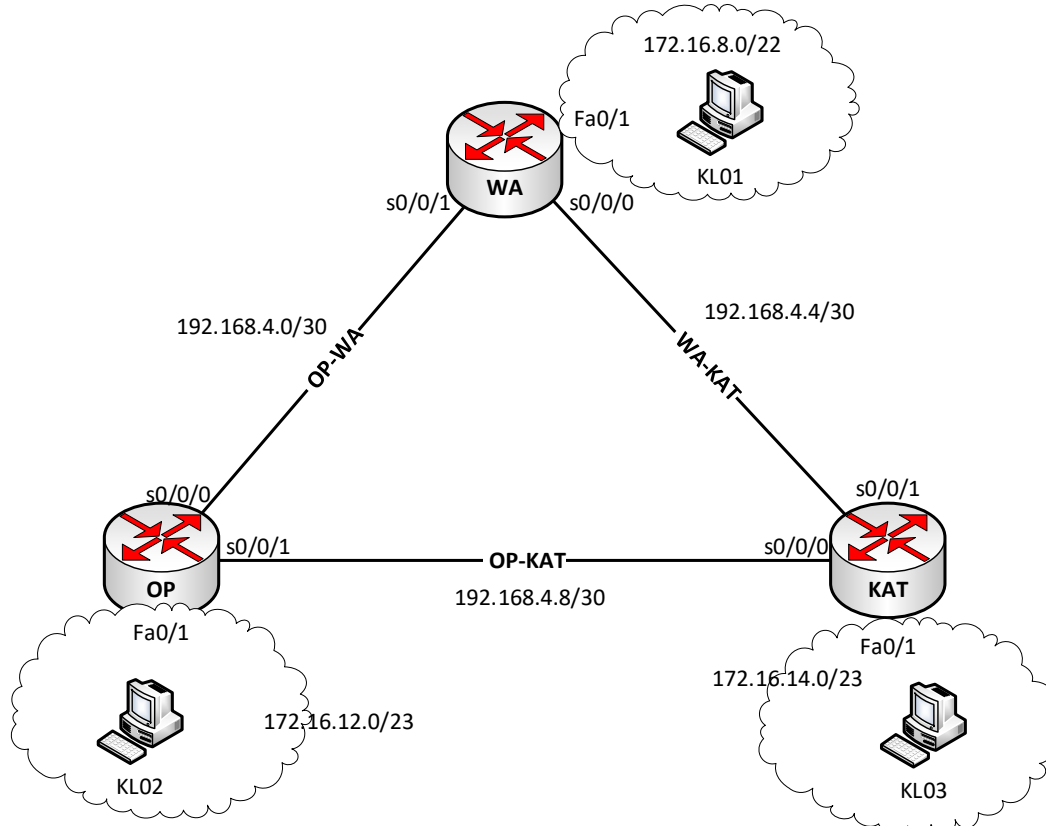 172.16.8.0/22
Fa0/1
KL01
WA
s0/0/1
s0/0/0
192.168.4.0/30
192.168.4.4/30
OP-WA
WA-KAT
s0/0/0
s0/0/1
s0/0/1
s0/0/0
OP-KAT
OP
KAT
192.168.4.8/30
Fa0/1
Fa0/1
172.16.14.0/23
172.16.12.0/23
KL02
KL03